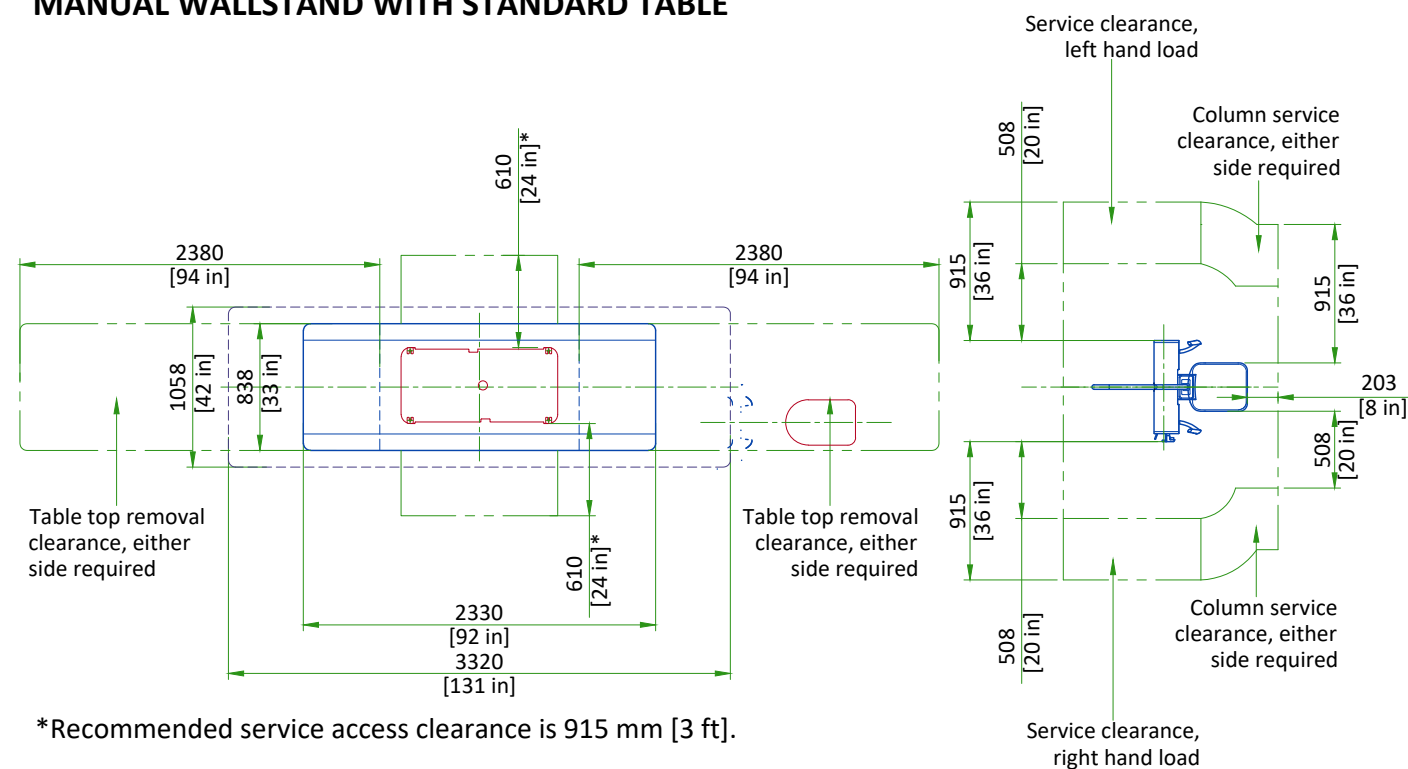 MANUAL WALLSTAND WITH STANDARD TABLE
Service clearance,
left hand load
Column service
clearance, either
side required
508
[20 in]
610
[24 in]*
2380
[94 in]
2380
[94 in]
915
[36 in]
915
[36 in]
1058
[42 in]
838
[33 in]
203
[8 in]
508
[20 in]
915
[36 in]
Table top removal
clearance, either
side required
Table top removal
clearance, either
side required
610
[24 in]*
2330
[92 in]
3320
[131 in]
508
[20 in]
Column service
clearance, either
side required
*Recommended service access clearance is 915 mm [3 ft].
Service clearance,
right hand load